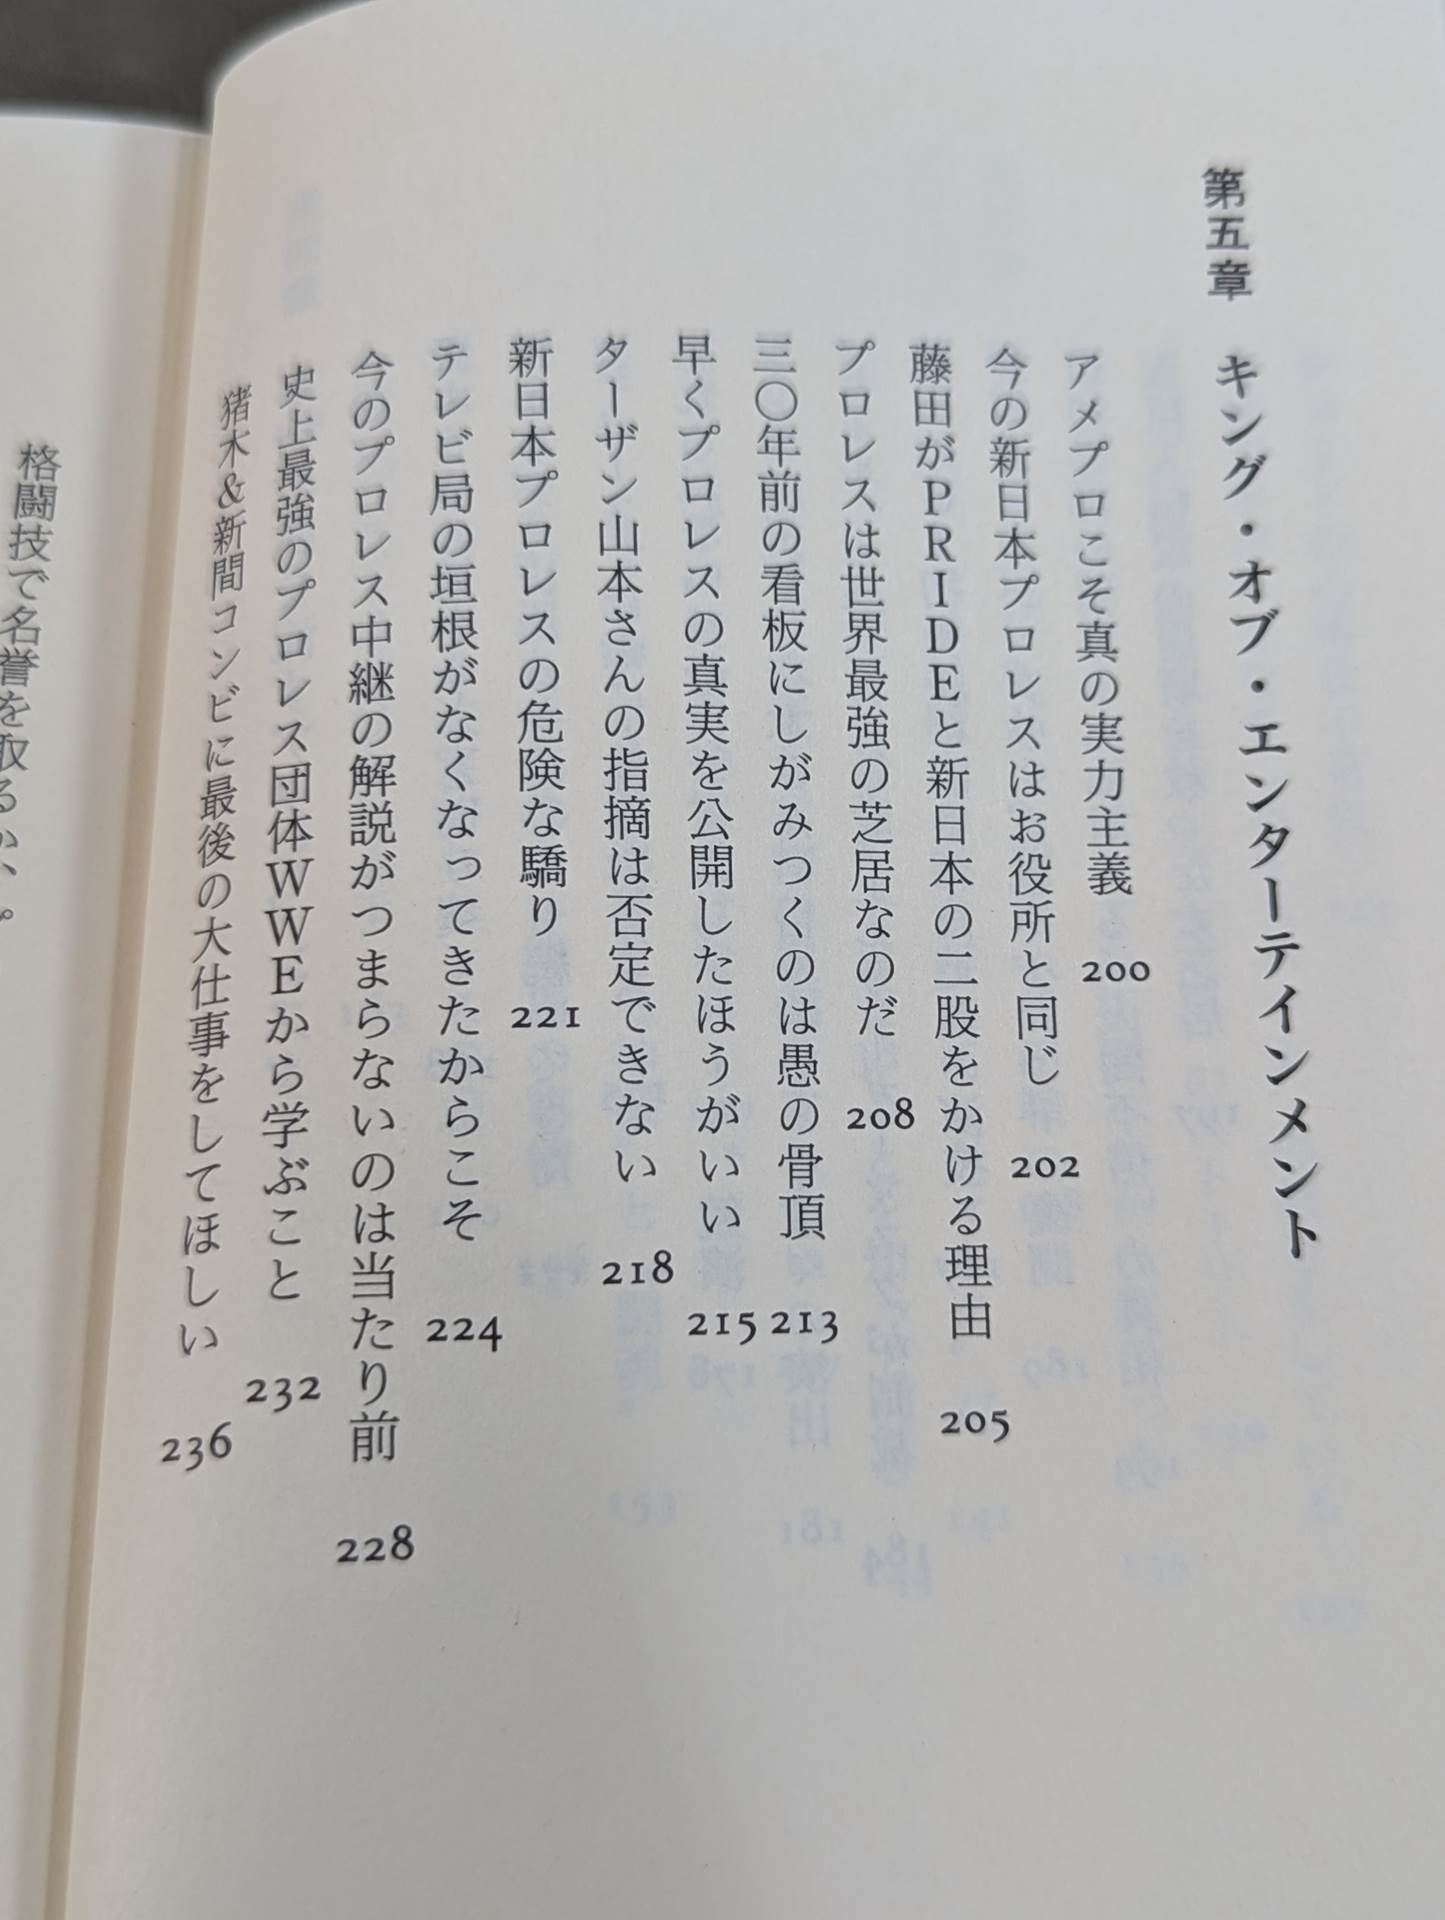 第五章　キング・オブ・エンターテインメント
アメプロこそ真の実力主義　200
今の新日本プロレスはお役所と同じ　202
藤田がPRIDEと新日本の二股をかける理由　205
プロレスは世界最強の芝居なのだ　208
三〇年前の看板にしがみつくのは愚の骨頂　213
早くプロレスの真実を公開したほうがいい　215
ターザン山本さんの指摘は否定できない　218
新日本プロレスの危険な驕り　221
テレビ局の垣根がなくなってきたからこそ　224
今のプロレス中継の解説がつまらないのは当たり前　228
史上最強のプロレス団体WWEから学ぶこと　232
猪木&新間コンビに最後の大仕事をしてほしい　236
格闘技で名誉を取るか、